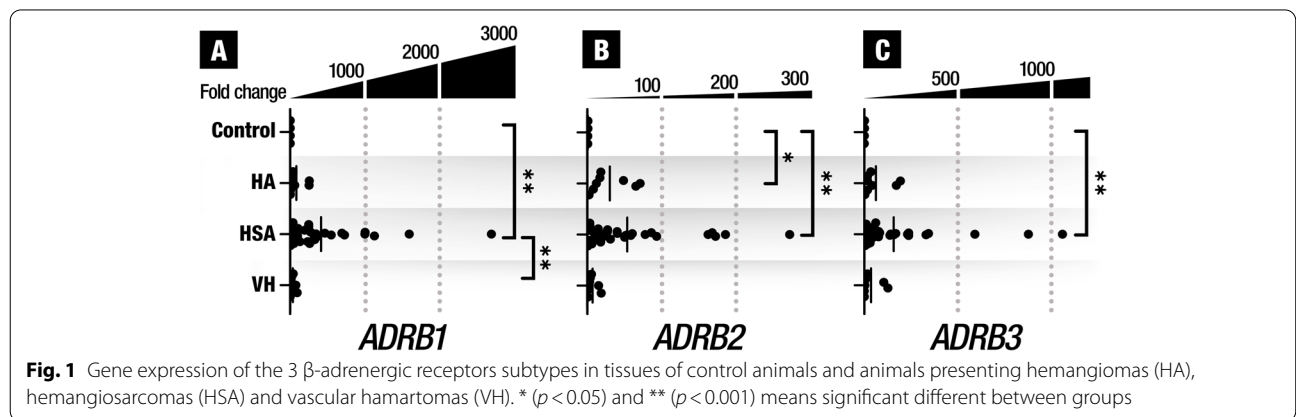 A
B
C
Fold change
1000 2000 3000
100 200 300
500 1000
Control
HA
HSA
VH
**
**
*
**
**
ADRB1
ADRB2
ADRB3
Fig. 1 Gene expression of the 3 β-adrenergic receptors subtypes in tissues of control animals and animals presenting hemangiomas (HA),
hemangiosarcomas (HSA) and vascular hamartomas (VH). * (p < 0.05) and ** (p < 0.001) means significant different between groups